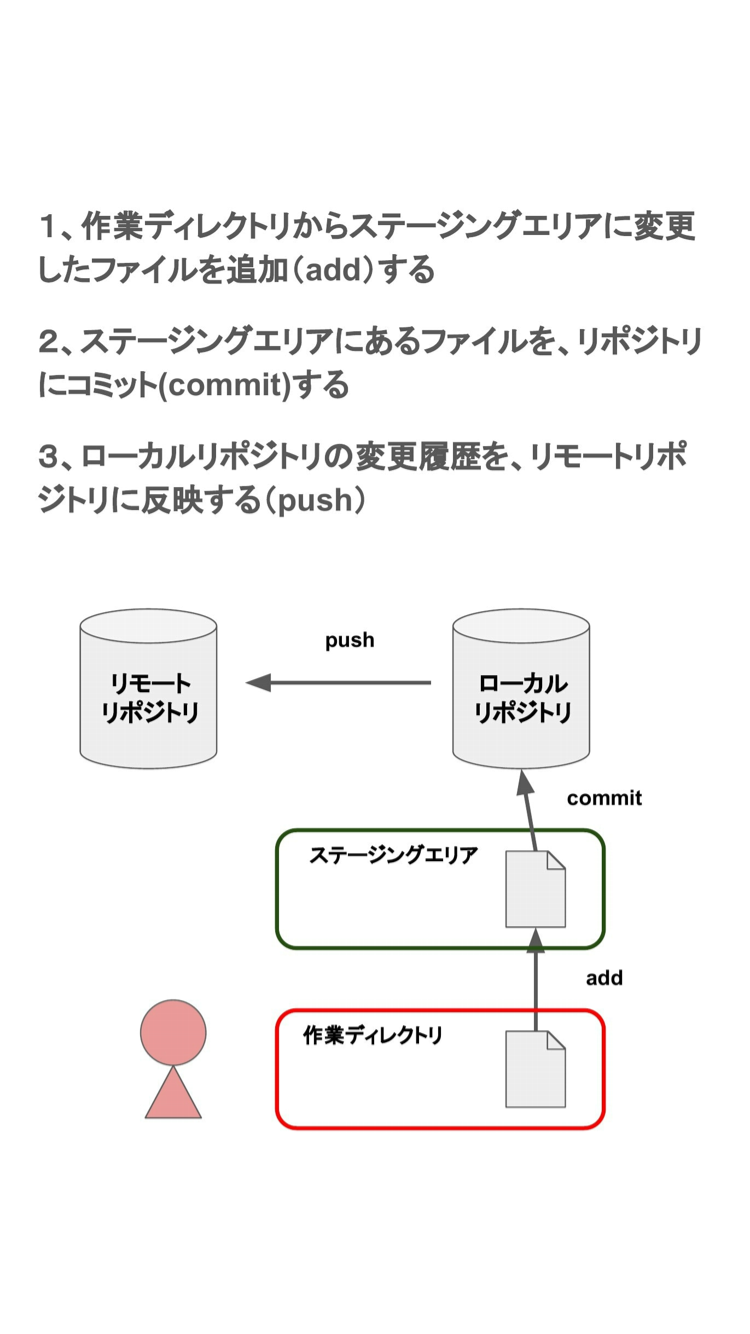 １、作業ディレクトリからステージングエリアに変更
したファイルを追加（add）する
２、ステージングエリアにあるファイルを、リポジトリ
にコミット(commit)する
３、ローカルリポジトリの変更履歴を、リモートリポ
ジトリに反映する（push）
push
リモート
リポジトリ
ローカル
リポジトリ
commit
ステージングエリア
add
作業ディレクトリ